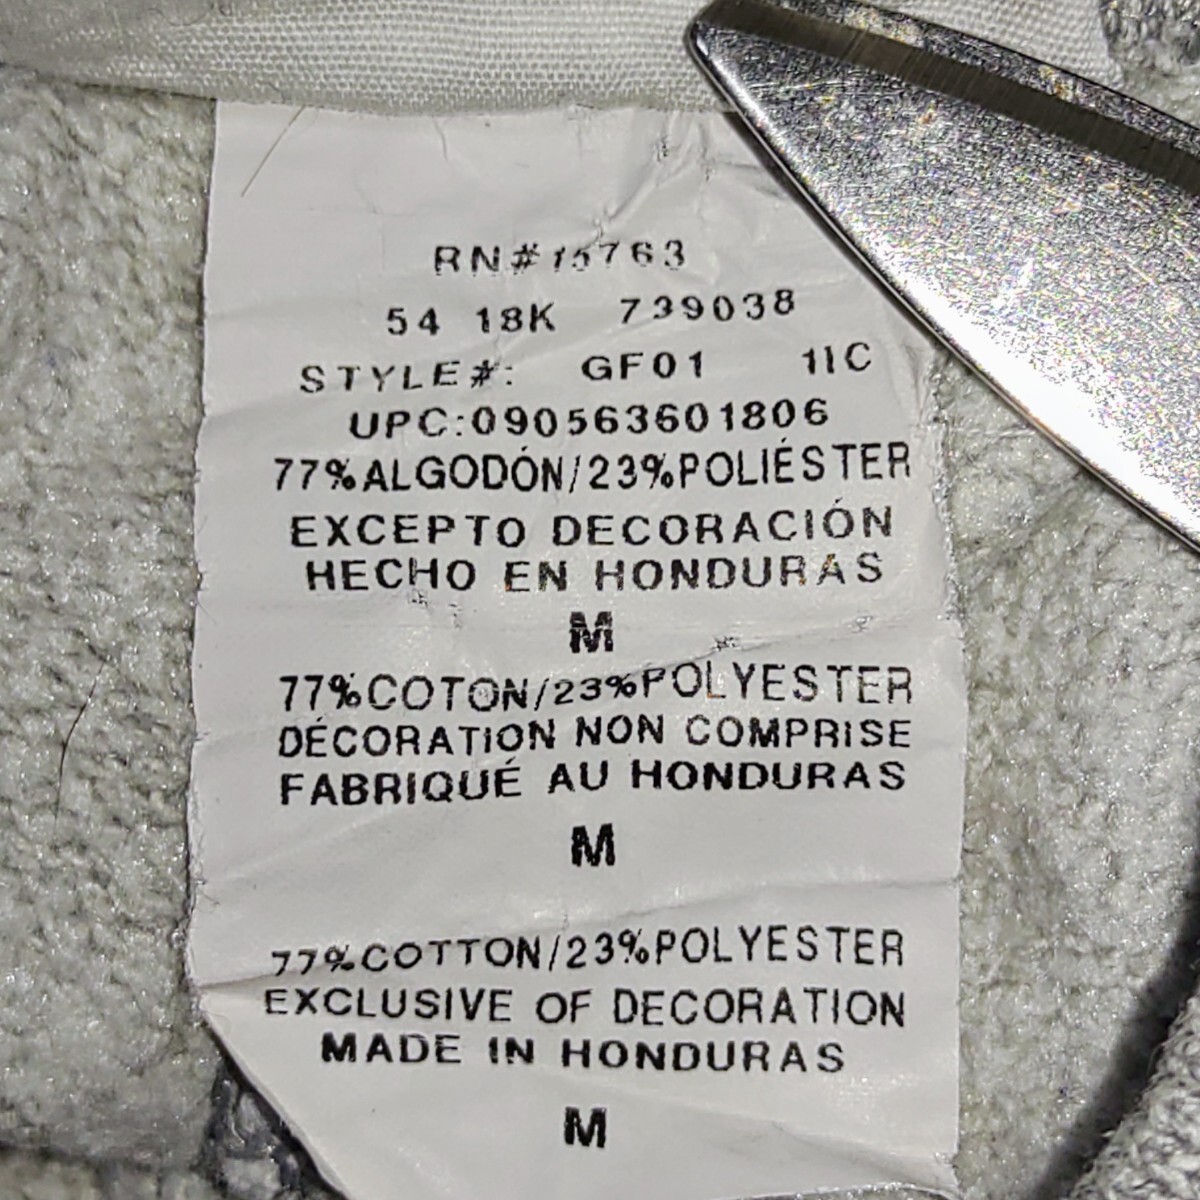 RN#15763
54 18K 739038
STYLE#: GF01 11C
UPC:090563601806
77%ALGODÓN/23%POLIÉSTER
EXCEPTO DECORACIÓN
HECHO EN HONDURAS
M
77%COTON/23%POLYESTER
DÉCORATION NON COMPRISE
FABRIQUÉ AU HONDURAS
M
77%COTTON/23%POLYESTER
EXCLUSIVE OF DECORATION
MADE IN HONDURAS
M